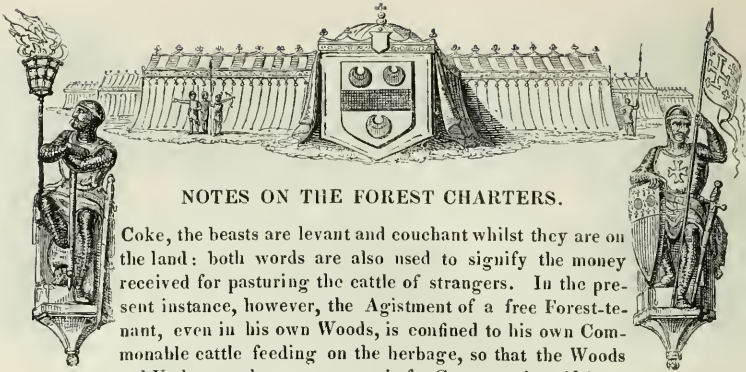 NOTES ON THE FOREST CHARTERS.
Coke, the beasts are levant and couchant whilst they are on
the land: both words are also used to signify the money
received for pasturing the cattle of strangers. In the pre-
sent instance, however, the Agistment of a free Forest-te-
nant, even in his own Woods, is confined to his own Com-
monable cattle feeding on the herbage, so that the Woods